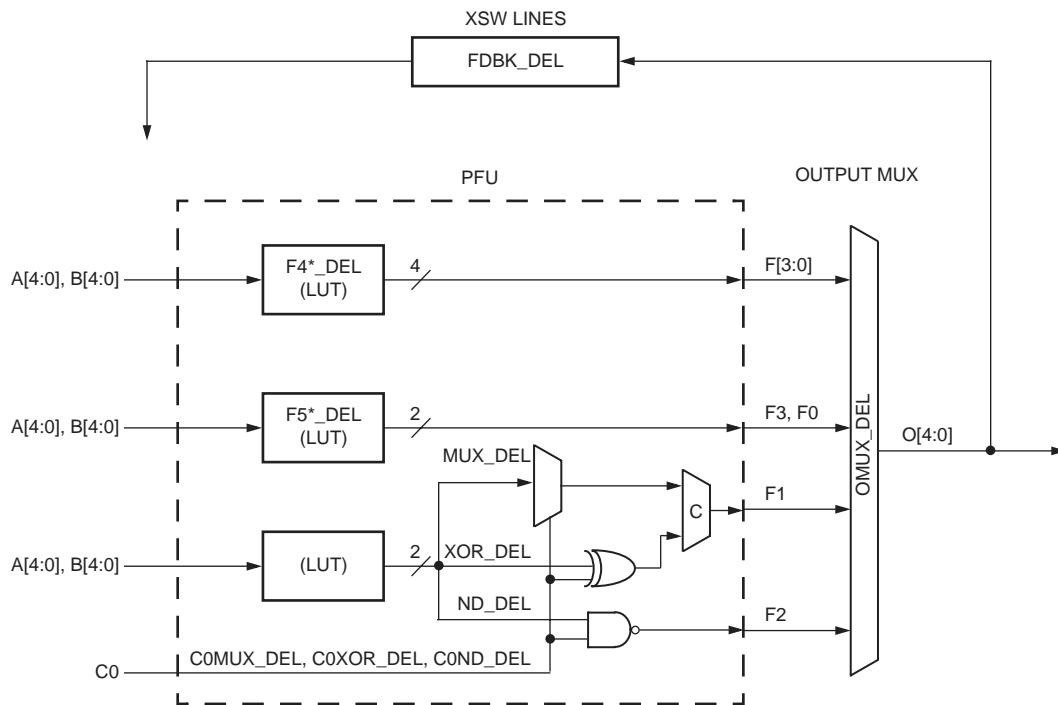 XSW LINES
FDBK_DEL
PFU
OUTPUT MUX
A[4:0], B[4:0]
F4*_DEL
(LUT)
4
F[3:0]
A[4:0], B[4:0]
F5*_DEL
(LUT)
2
F3, F0
OMUX_DEL
O[4:0]
MUX_DEL
C
F1
A[4:0], B[4:0]
(LUT)
2
XOR_DEL
ND_DEL
F2
C0
C0MUX_DEL, C0XOR_DEL, C0ND_DEL